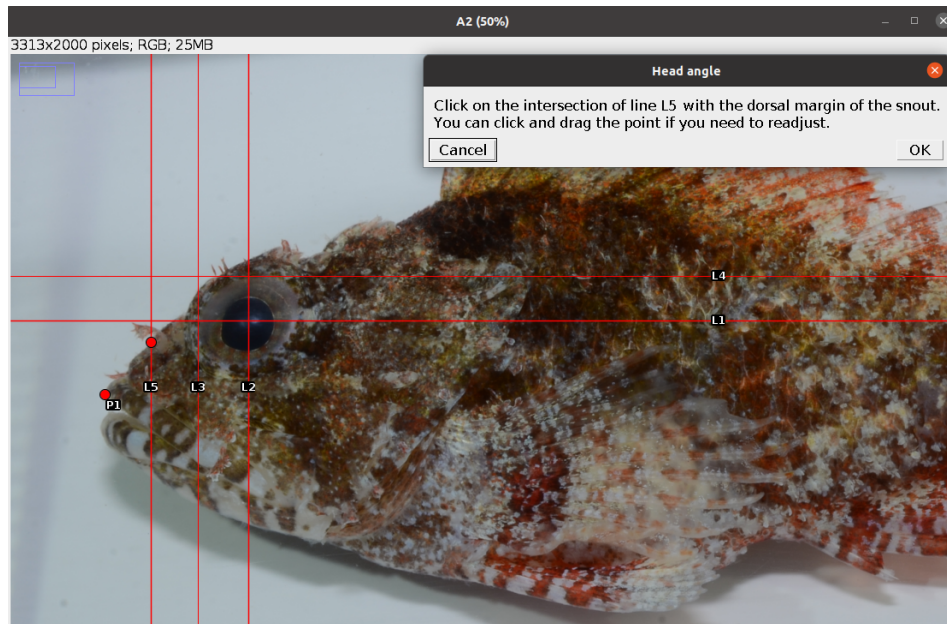 A2 (50%)
3313x2000 pixels; RGB; 25MB
Head angle
Click on the intersection of line L5 with the dorsal margin of the snout.
You can click and drag the point if you need to readjust.
Cancel
OK
L4
L1
L5
L3
L2
P1